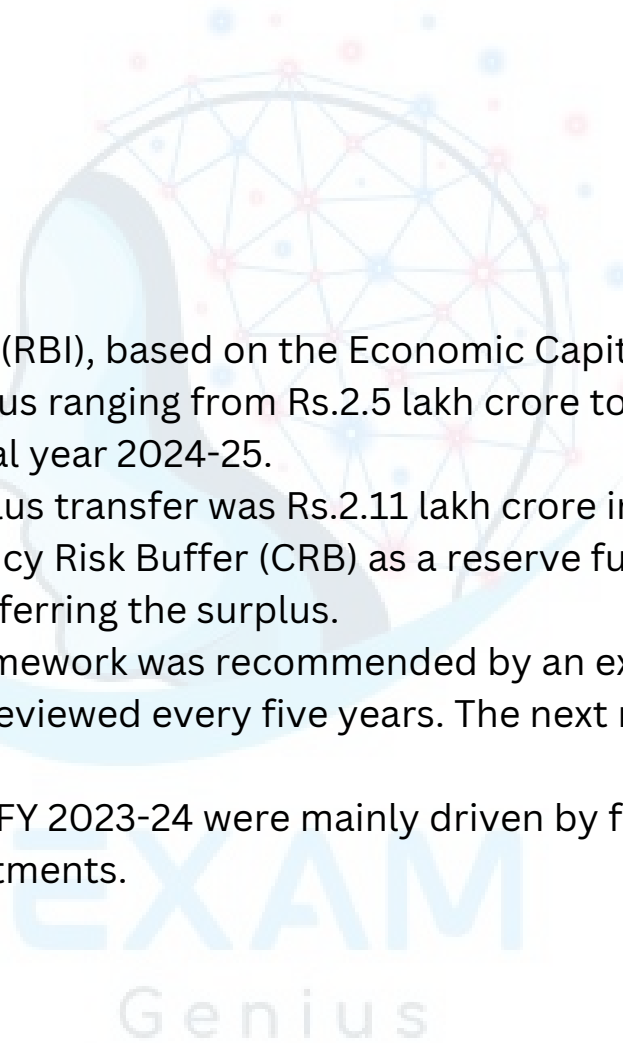 (RBI), based on the Economic Capit
us ranging from Rs.2.5 lakh crore to
al year 2024-25.
us transfer was Rs.2.11 lakh crore i
cy Risk Buffer (CRB) as a reserve fu
ferring the surplus.
mework was recommended by an ex
eviewed every five years. The next
FY 2023-24 were mainly driven by f
tments.
EXAM
Genius